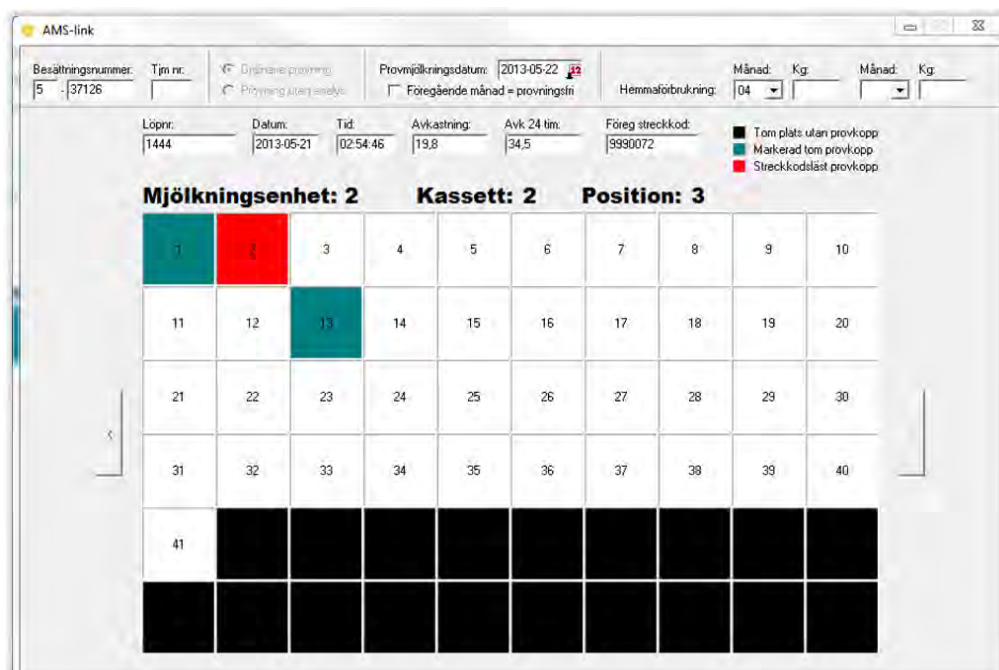 AMS-link
Besättningsnummer: Tjm nr: Ordinarie provning Provmjölkningsdatum: 2013-05-22 Månad: Kg: Månad: Kg:
5 - 37126 Provning utan analys Föregående månad = provningsfri Hemmaförbrukning: 04
Löpnr: Datum: Tid: Avkastning: Avk 24 tim: Föreg streckkod:
1444 2013-05-21 02:54:46 19,8 34,5 9990072
Tom plats utan provkopp
Markerad tom provkopp
Streckkodsläst provkopp
Mjölkningsenhet: 2 Kassett: 2 Position: 3
1 2 3 4 5 6 7 8 9 10
11 12 13 14 15 16 17 18 19 20
21 22 23 24 25 26 27 28 29 30
31 32 33 34 35 36 37 38 39 40
41
<